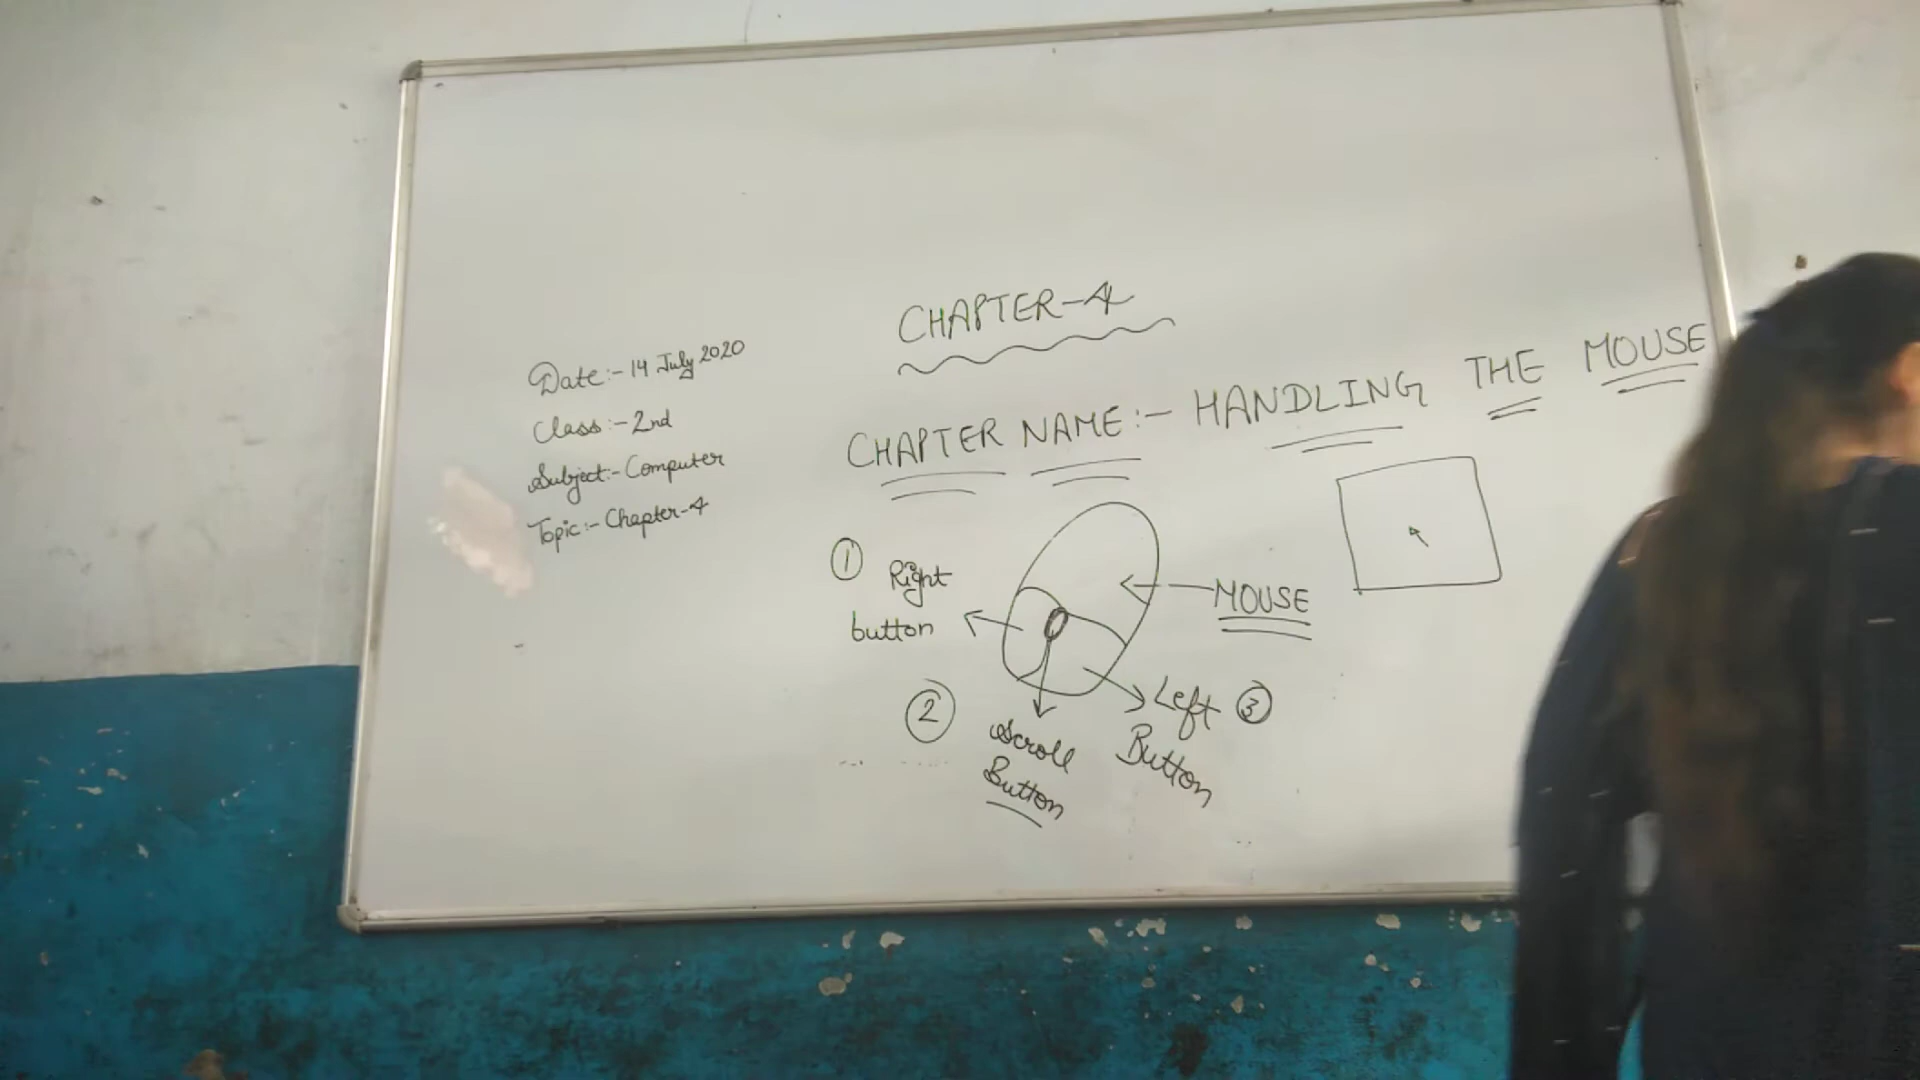 CHAPTER-4
Date:- 14 July 2020
Class:- 2nd
Subject:- Computer
Topic:- Chapter-4
CHAPTER NAME:- HANDLING THE MOUSE
① Right
button
MOUSE
② Scroll
Button
Left ③
Button